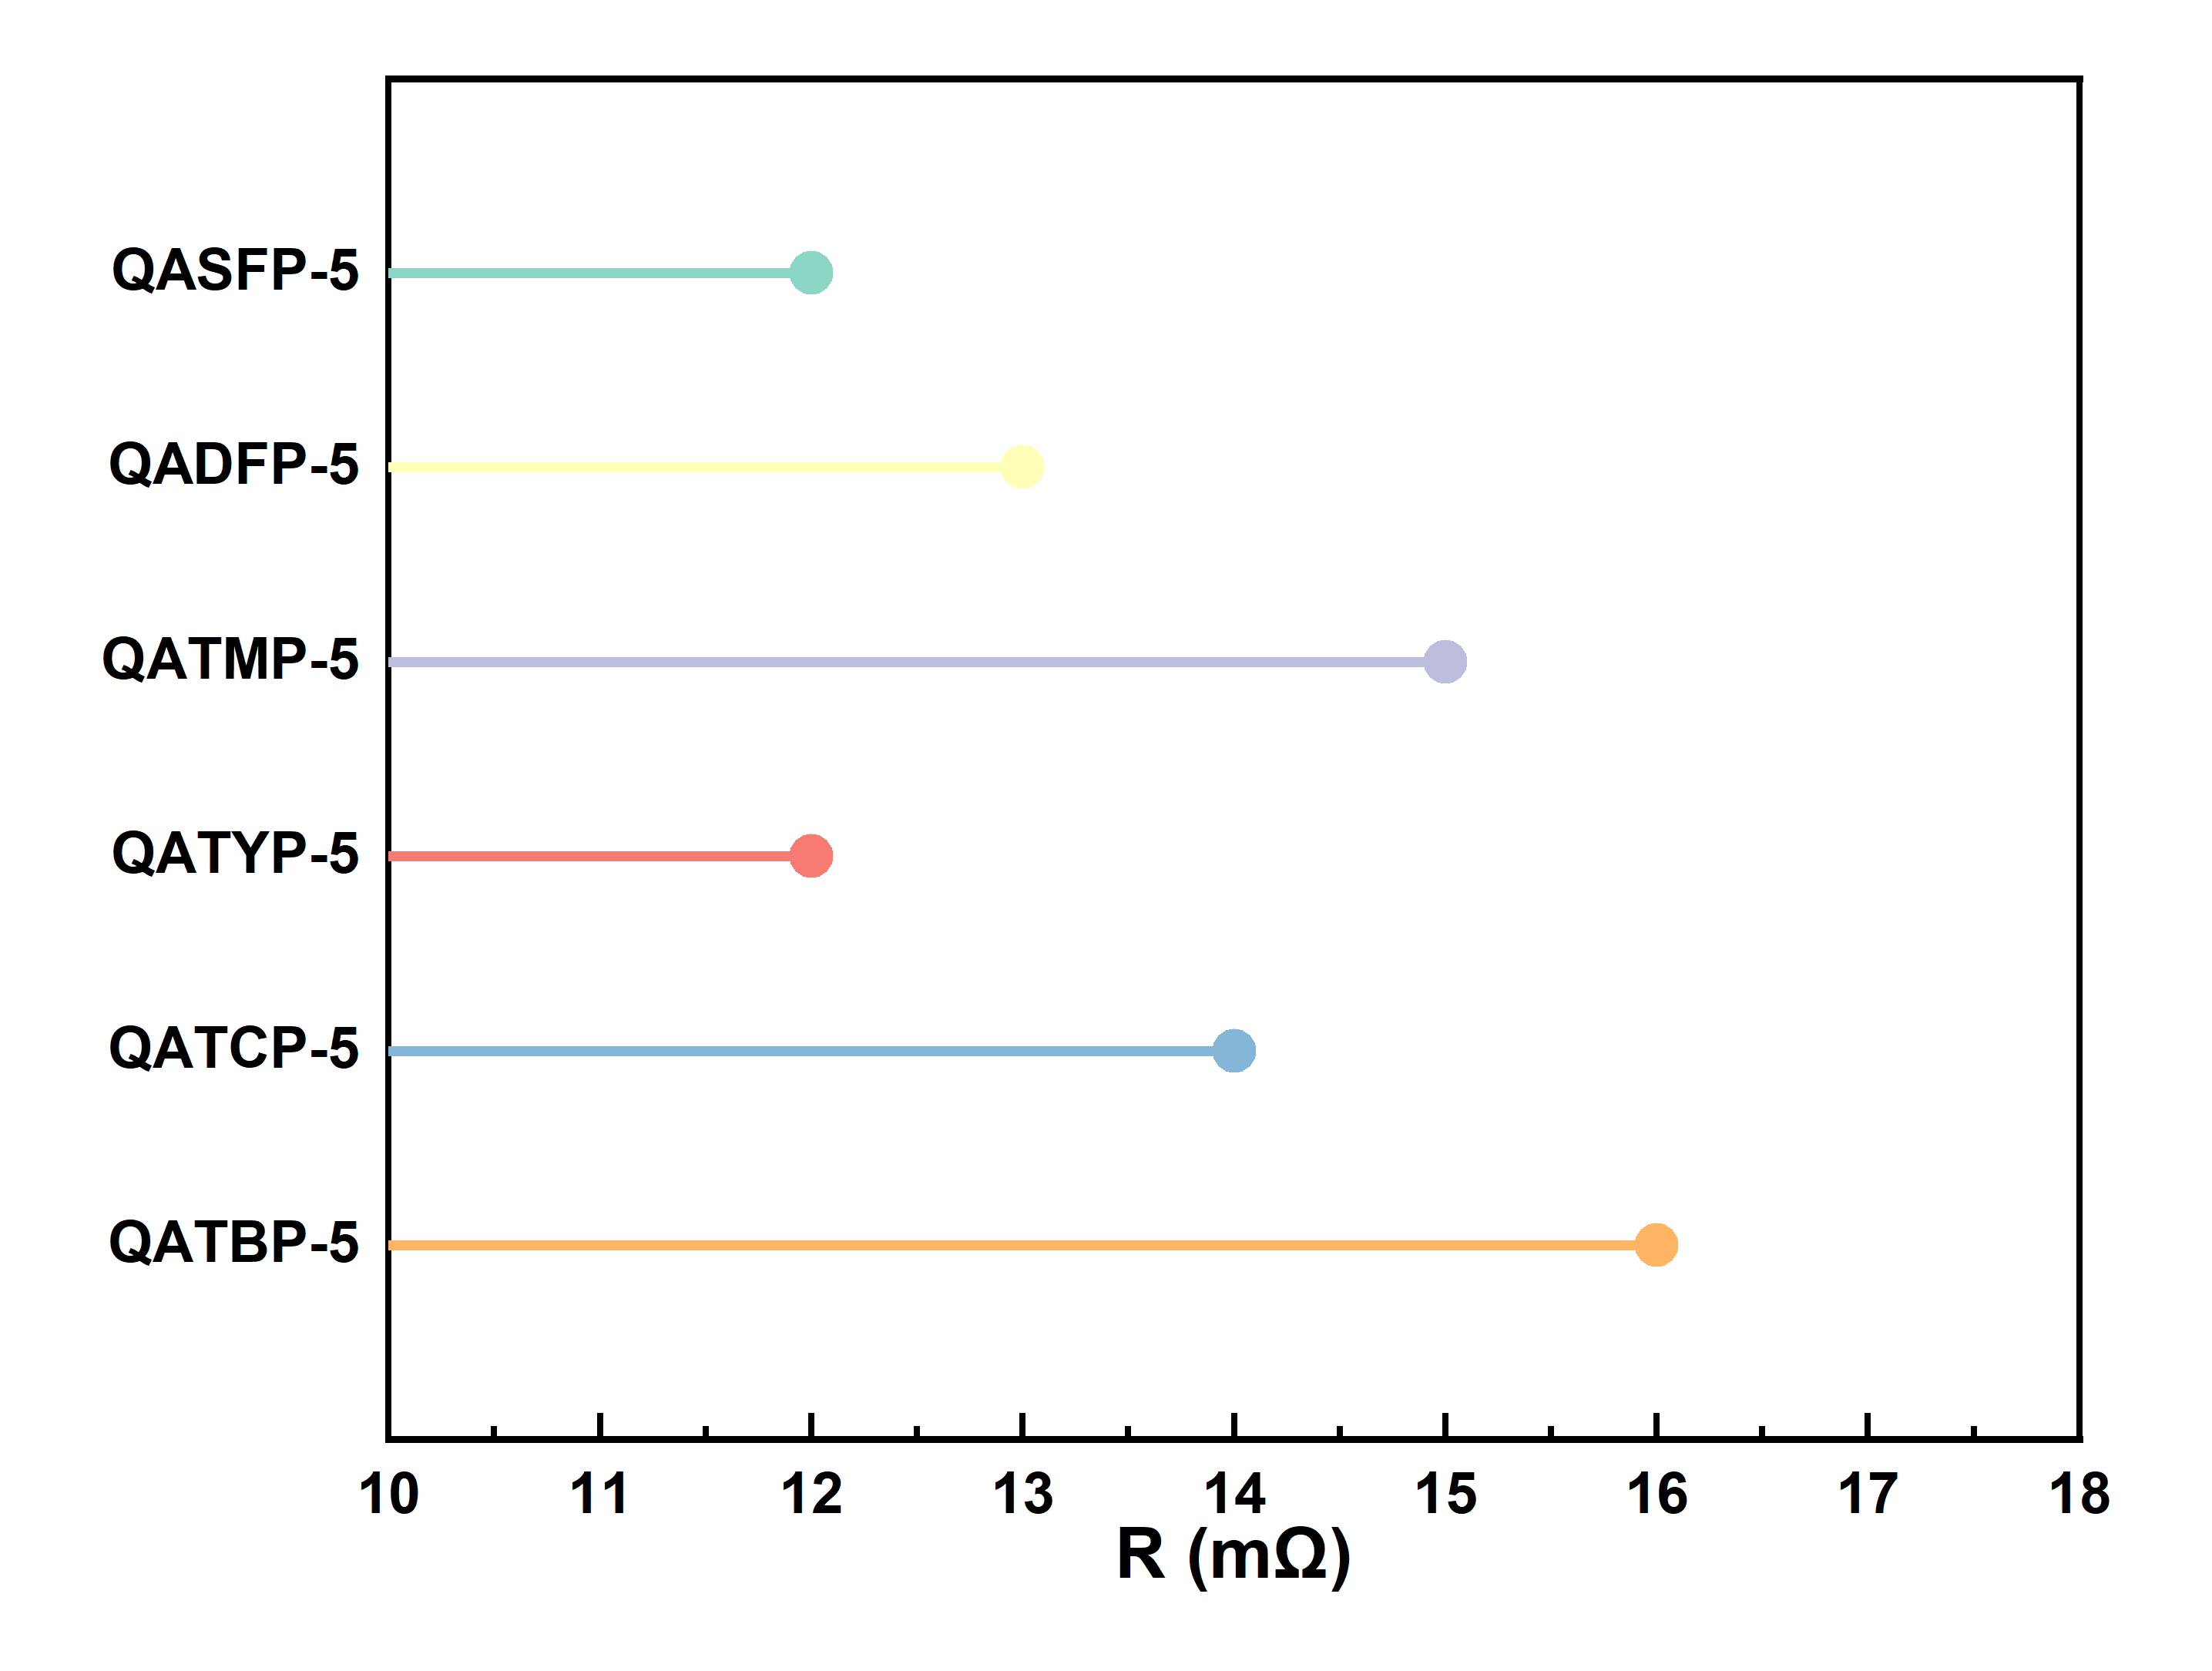 QASFP-5
QADFP-5
QATMP-5
QATYP-5
QATCP-5
QATBP-5
10 11 12 13 14 15 16 17 18
R (mΩ)